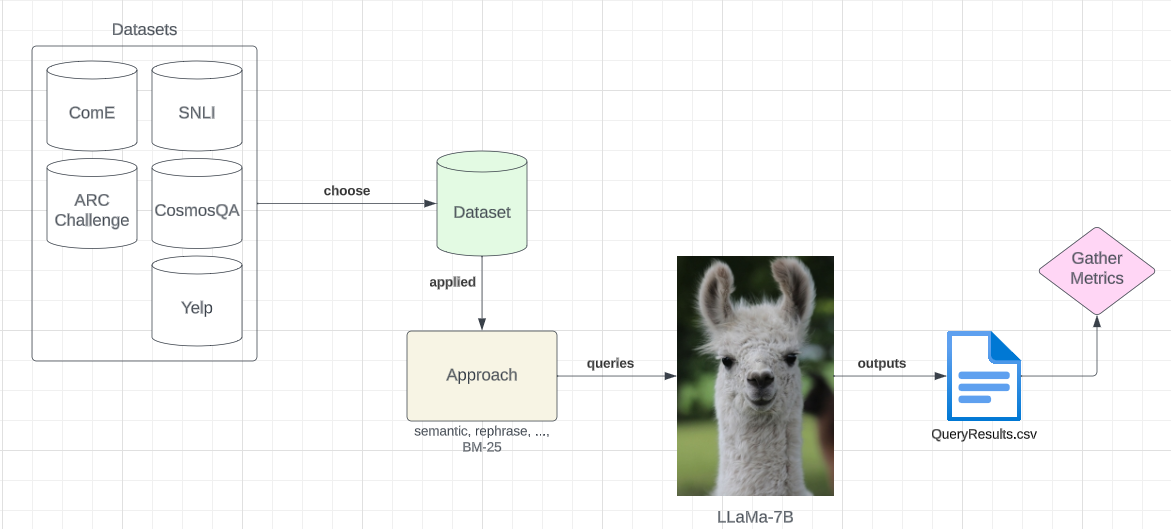 Datasets
ComE
SNLI
ARC
Challenge
CosmosQA
Yelp
choose
Dataset
applied
Approach
semantic, rephrase, ...,
BM-25
queries
LLaMa-7B
outputs
QueryResults.csv
Gather
Metrics